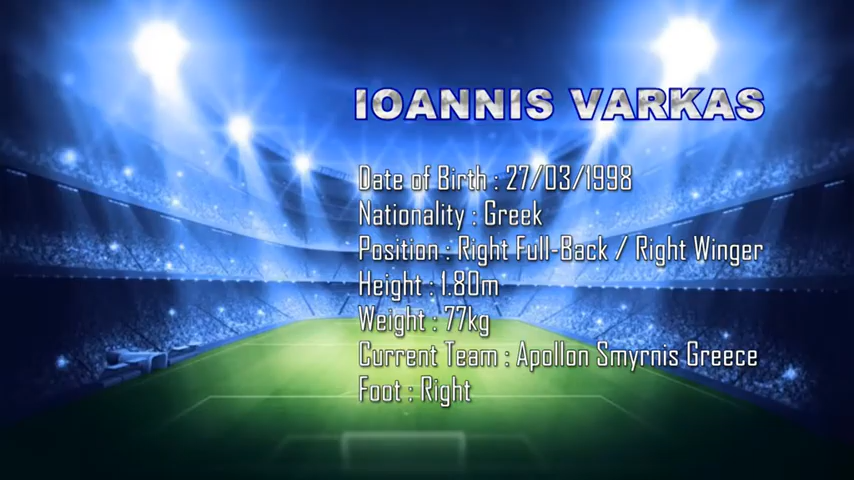 IOANNIS VARKAS
Date of Birth : 27/03/1998
Nationality : Greek
Position : Right Full-Back / Right Winger
Height : 1.80m
Weight : 77kg
Current Team : Apollon Smyrnis Greece
Foot : Right